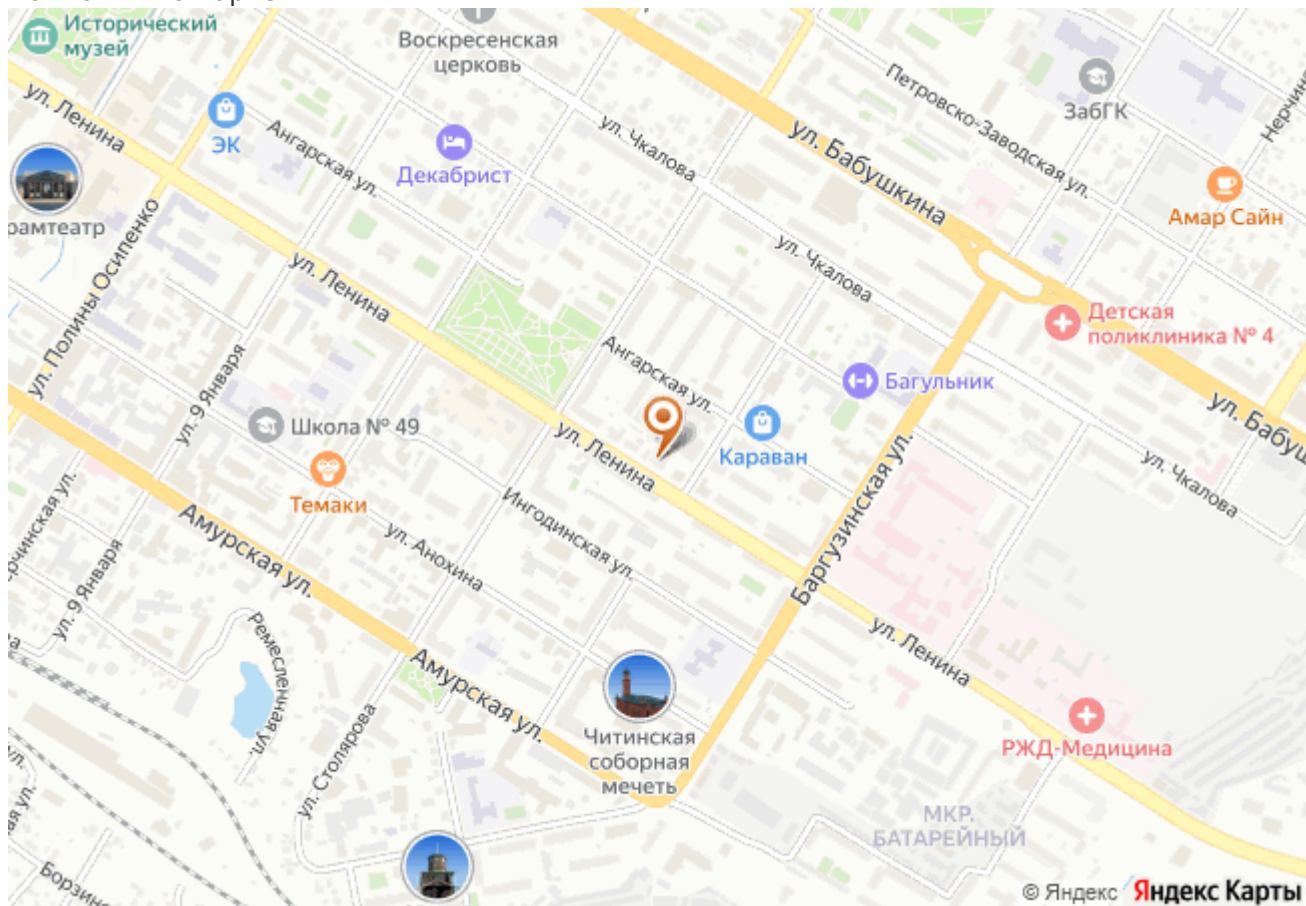 Исторический
музей
Воскресенская
церковь
ЗабГК
Петровско-Заводская ул.
ул. Ленина
ЭК
Ангарская ул.
Декабрист
ул. Чкалова
ул. Бабушкина
Амар Сайн
рамтеатр
ул. Полины Осипенко
ул. Ленина
ул. Чкалова
Детская
поликлиника № 4
Ангарская ул.
Багульник
ул. 9 Января
Школа № 49
ул. Ленина
Караван
Темаки
Ингодинская ул.
Баргузинская ул.
ул. Чкалова
Амурская ул.
ул. Анохина
ул. 9 Января
Ремесленная ул.
ул. Ленина
Амурская ул.
ул. Столярова
Читинская
соборная
мечеть
РЖД-Медицина
МКР.
БАТАРЕЙНЫЙ
© Яндекс Яндекс Карты